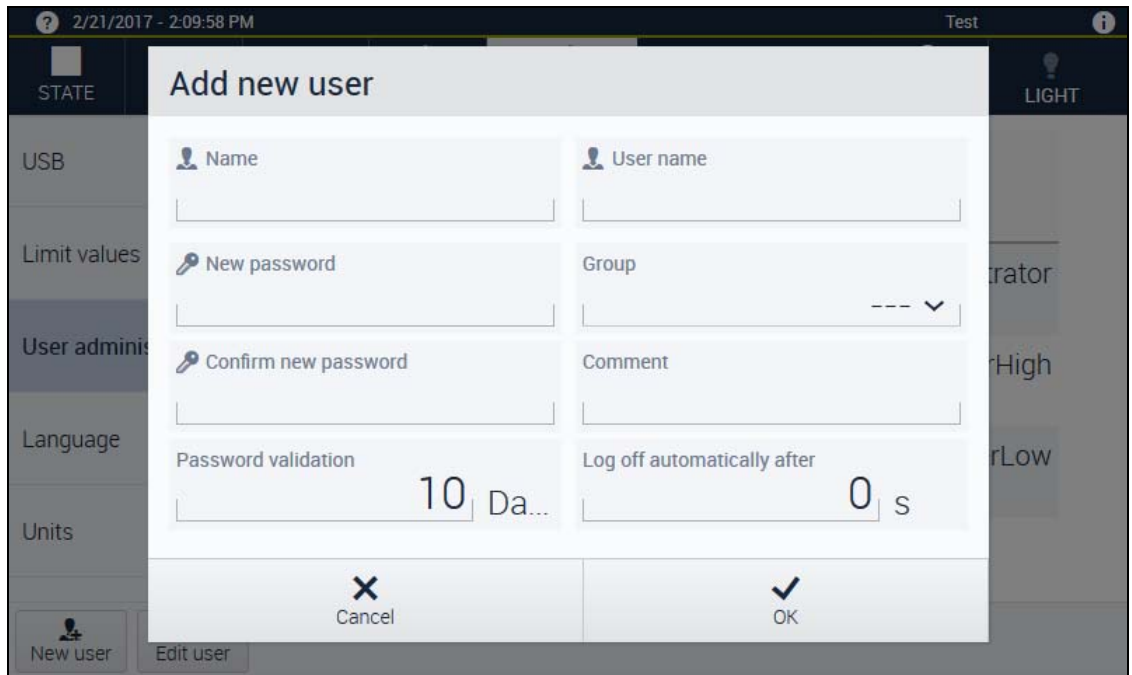 ? 2/21/2017 - 2:09:58 PM Test i
STATE LIGHT
Add new user
USB
Limit values
User adminis
Language
Units
Name User name
New password Group
--- 
Confirm new password Comment
Password validation Log off automatically after
10 Da... 0 s
trator
rHigh
rLow
Cancel OK
New user Edit user